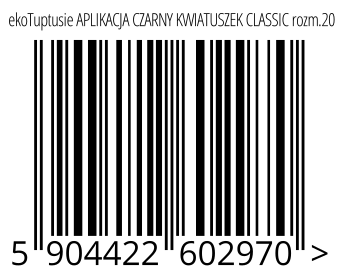 ekoTuptusie APLIKACJA CZARNY KWIATUSZEK CLASSIC rozm.20
5 904422 602970 >